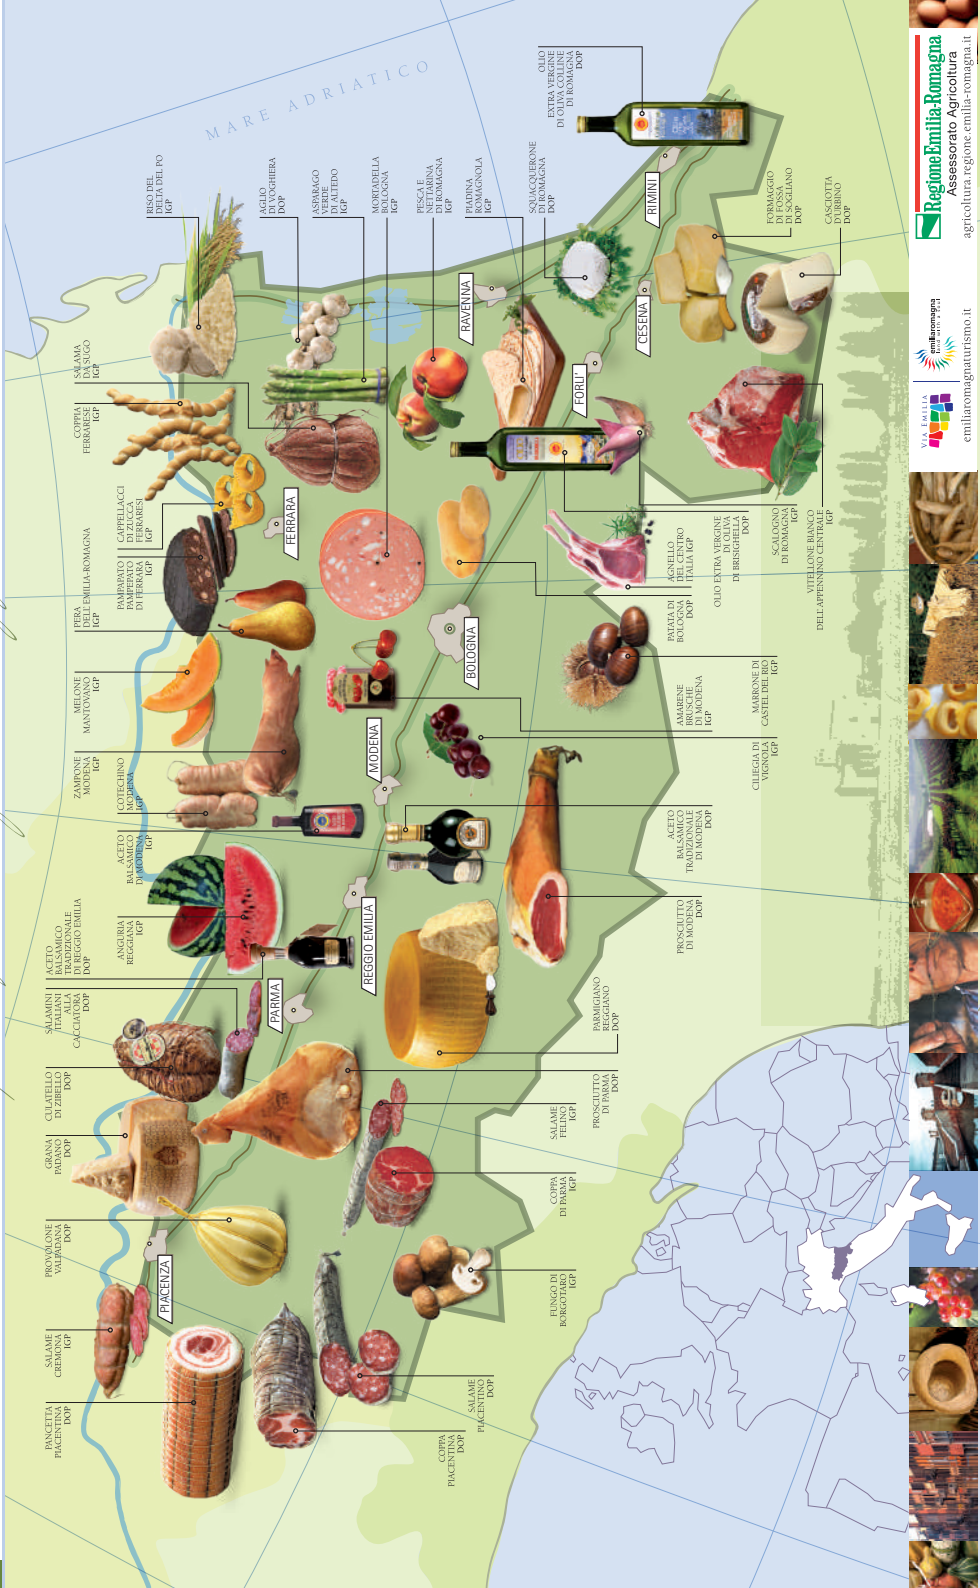 PANCETTA
PIACENTINA
DOP
SALAME
CREMONA
IGP
PROVOLONE
VALPADANA
DOP
GRANA
PADANO
DOP
CULATELLO
DI ZIBELLO
DOP
SALAMINI
ITALIANI
ALLA
CACCIATORA
DOP
ACETO
BALSAMICO
TRADIZIONALE
DI REGGIO EMILIA
DOP
ANGURIA
REGGIANA
IGP
ACETO
BALSAMICO
DI MODENA
IGP
COTECHINO
MODENA
IGP
ZAMPONE
MODENA
IGP
MELONE
MANTOVANO
IGP
PERA
DELL'EMILIA-ROMAGNA
IGP
PAMPAPATO
PAMPEPATO
DI FERRARA
IGP
CAPPELLACCI
DI ZUCCA
FERRARESI
IGP
COPPIA
FERRARESE
IGP
SALAMA
DA SUGO
IGP
RISO DEL
DELTA DEL PO
IGP
AGLIO
DI VOGHIERA
DOP
ASPARAGO
VERDE
DI ALTEDO
IGP
MORTADELLA
BOLOGNA
IGP
PESCA E
NETTARINA
DI ROMAGNA
IGP
PIADINA
ROMAGNOLA
IGP
SQUACQUERONE
DI ROMAGNA
DOP
OLIO
EXTRA VERGINE
DI OLIVA COLLINE
DI ROMAGNA
DOP
MARE ADRIATICO
PIACENZA
PARMA
REGGIO EMILIA
MODENA
BOLOGNA
FERRARA
RAVENNA
FORLI'
CESENA
RIMINI
COPPA
PIACENTINA
DOP
SALAME
PIACENTINO
DOP
FUNGO DI
BORGOTARO
IGP
COPPA
DI PARMA
IGP
SALAME
FELINO
IGP
PROSCIUTTO
DI PARMA
DOP
PARMIGIANO
REGGIANO
DOP
PROSCIUTTO
DI MODENA
DOP
ACETO
BALSAMICO
TRADIZIONALE
DI MODENA
DOP
CILIEGIA DI
VIGNOLA
IGP
AMARENE
BRUSCHE
DI MODENA
IGP
MARRONE DI
CASTEL DEL RIO
IGP
PATATA DI
BOLOGNA
DOP
AGNELLO
DEL CENTRO
ITALIA IGP
OLIO EXTRA VERGINE
DI OLIVA
DI BRISIGHELLA
DOP
SCALOGNO
DI ROMAGNA
IGP
VITELLONE BIANCO
DELL'APPENNINO CENTRALE
IGP
FORMAGGIO
DI FOSSA
DI SOGLIANO
DOP
CASCIOTTA
D'URBINO
DOP
VIA EMILIA
emiliaromagna
land with a soul
emiliaromagnaturismo.it
RegioneEmilia-Romagna
Assessorato Agricoltura
agricoltura.regione.emilia-romagna.it